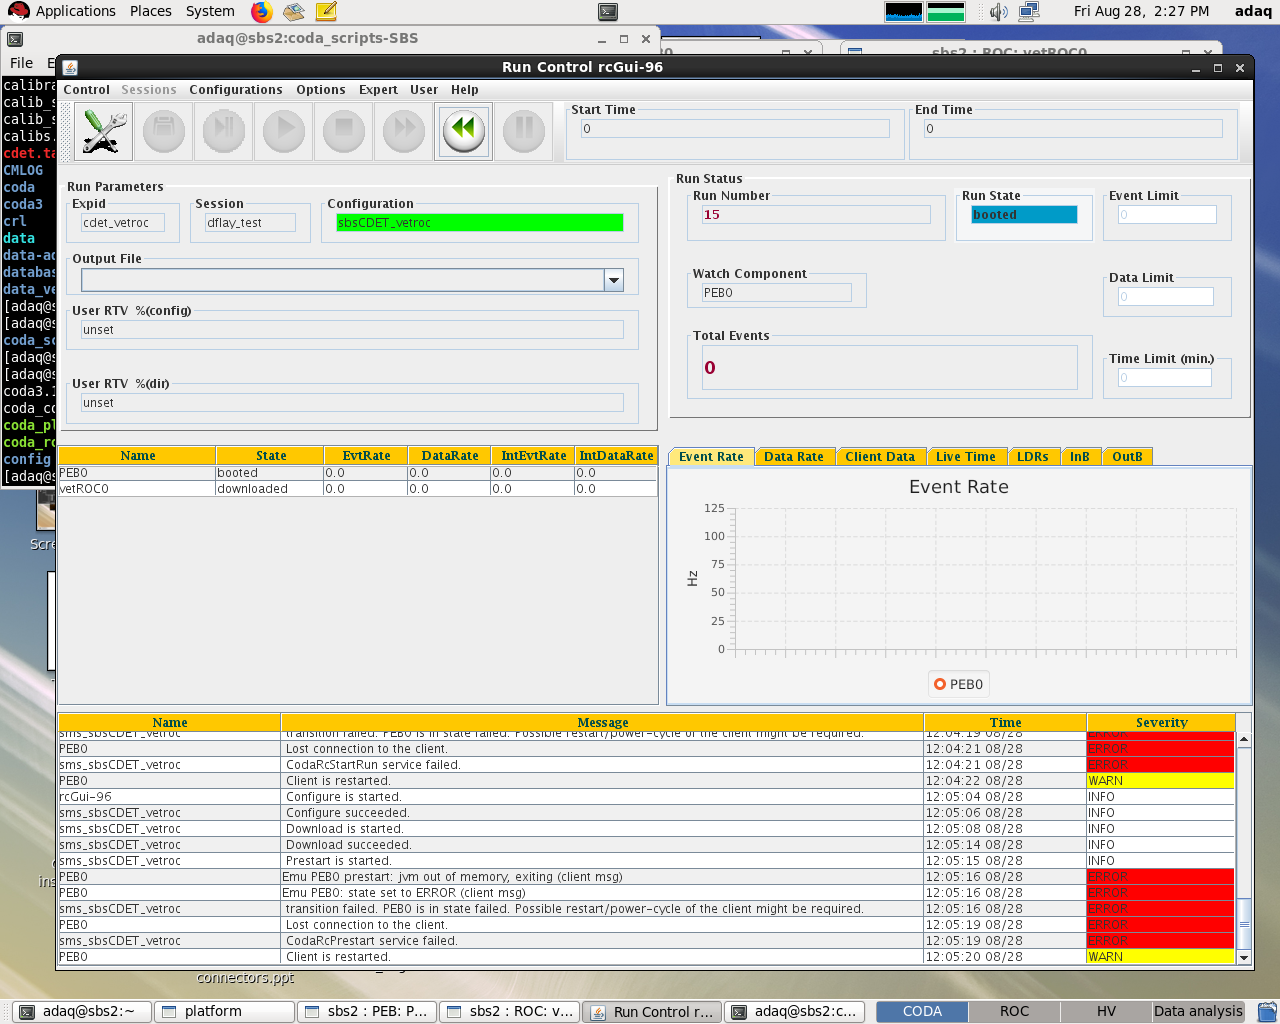 Applications Places System Fri Aug 28, 2:27 PM adaq
adaq@sbs2:coda_scripts-SBS
sbs2 : ROC: vetROC0
File
Run Control rcGui-96
Control Sessions Configurations Options Expert User Help
Start Time
0
End Time
0
calib_s
calib_s
calibs.
cdet.ta
CMLOG
coda
coda3
crl
data
data-ad
databas
data_ve
[adaq@s
[adaq@s
coda_sc
[adaq@s
[adaq@s
coda3.1
coda_co
coda_pl
coda_ro
config
[adaq@s
Run Parameters
Expid
cdet_vetroc
Session
dflay_test
Configuration
sbsCDET_vetroc
Output File
User RTV %(config)
unset
User RTV %(dir)
unset
Run Status
Run Number
15
Run State
booted
Event Limit
0
Watch Component
PEB0
Data Limit
0
Total Events
0
Time Limit (min.)
0
Name State EvtRate DataRate IntEvtRate IntDataRate
PEB0 booted 0.0 0.0 0.0 0.0
vetROC0 downloaded 0.0 0.0 0.0 0.0
Event Rate Data Rate Client Data Live Time LDRs InB OutB
Event Rate
125
100
75
50
25
0
Hz
PEB0
Name Message Time Severity
sms_sbsCDET_vetroc transition failed. PEB0 is in state failed. Possible restart/power-cycle of the client might be required. 12:04:19 08/28 ERROR
PEB0 Lost connection to the client. 12:04:21 08/28 ERROR
sms_sbsCDET_vetroc CodaRcStartRun service failed. 12:04:21 08/28 ERROR
PEB0 Client is restarted. 12:04:22 08/28 WARN
rcGui-96 Configure is started. 12:05:04 08/28 INFO
sms_sbsCDET_vetroc Configure succeeded. 12:05:06 08/28 INFO
sms_sbsCDET_vetroc Download is started. 12:05:08 08/28 INFO
sms_sbsCDET_vetroc Download succeeded. 12:05:14 08/28 INFO
sms_sbsCDET_vetroc Prestart is started. 12:05:15 08/28 INFO
PEB0 Emu PEB0 prestart: jvm out of memory, exiting (client msg) 12:05:16 08/28 ERROR
PEB0 Emu PEB0: state set to ERROR (client msg) 12:05:16 08/28 ERROR
sms_sbsCDET_vetroc transition failed. PEB0 is in state failed. Possible restart/power-cycle of the client might be required. 12:05:16 08/28 ERROR
PEB0 Lost connection to the client. 12:05:19 08/28 ERROR
sms_sbsCDET_vetroc CodaRcPrestart service failed. 12:05:19 08/28 ERROR
PEB0 Client is restarted. 12:05:20 08/28 WARN
connectors.ppt
adaq@sbs2:~ platform sbs2 : PEB: P... sbs2 : ROC: v... Run Control r... adaq@sbs2:c... CODA ROC HV Data analysis